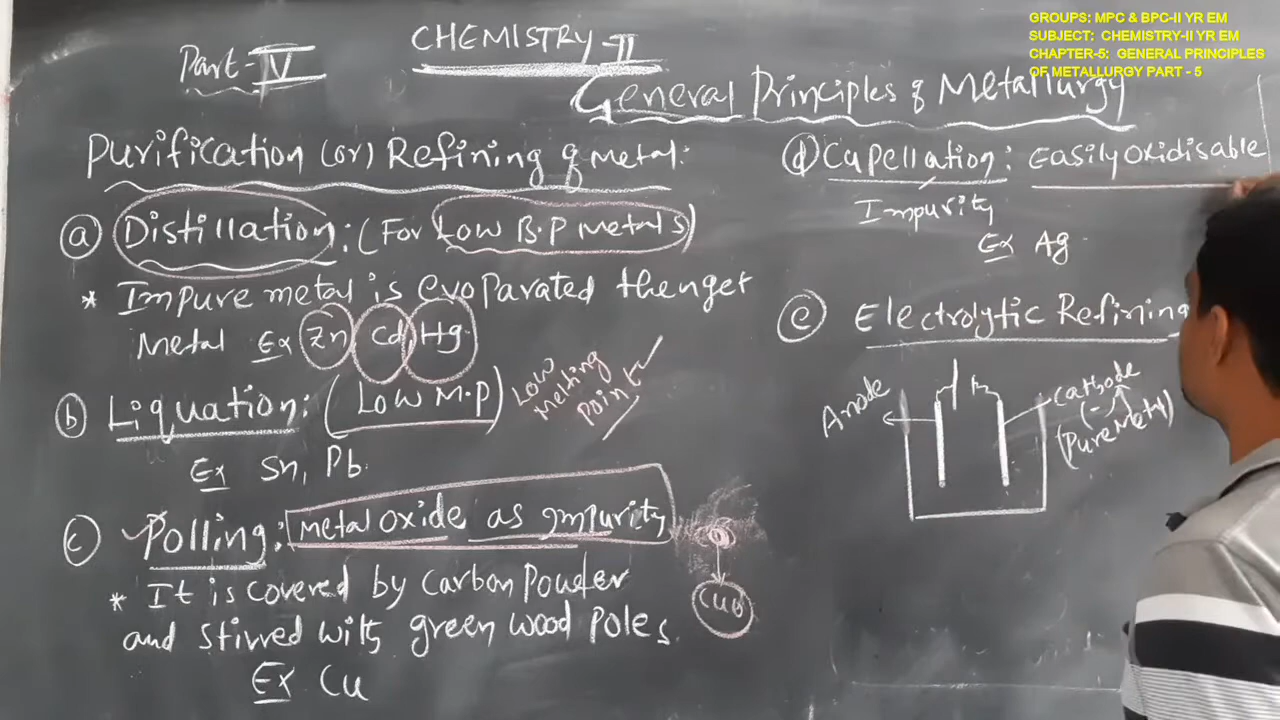 GROUPS: MPC & BPC-II YR EM
SUBJECT: CHEMISTRY-II YR EM
CHAPTER-5: GENERAL PRINCIPLES
OF METALLURGY PART - 5
Part-V
CHEMISTRY-II
General Principles of Metallurgy
Purification (or) Refining of metal:
(a) Distillation: (For Low B.P metals)
* Impure metal is evoparated thenget
Metal Ex Zn Cd, Hg.
(b) Liquation: (Low M.P)
Low
Melting
Point
Ex Sn, Pb.
(c) Polling: metal oxide as impurity
* It is covered by Carbon Powder
and stirred with green wood Poles.
Ex Cu
CuO
(d) Cupellation: Easily Oxidisable
Impurity
Ex Ag
(e) Electrolytic Refining
Anode
Cathode
(-)
(Pure Metal)